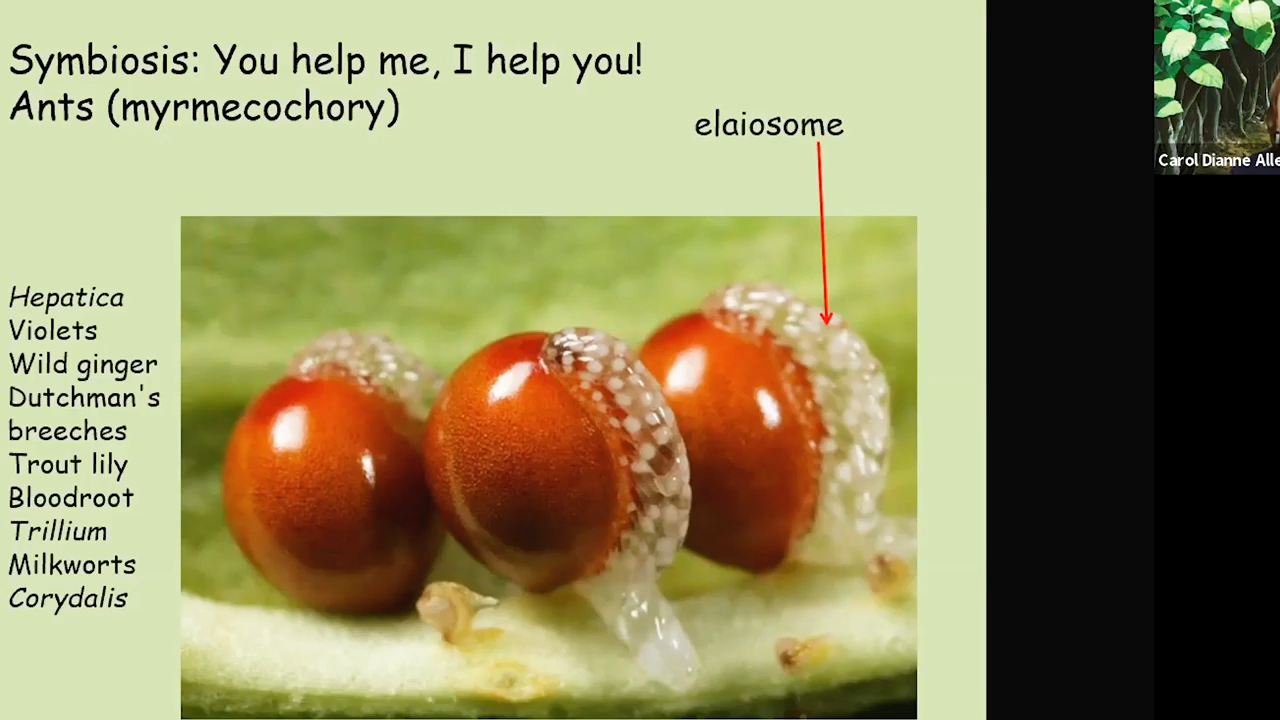 Symbiosis: You help me, I help you!
Ants (myrmecochory)
elaiosome
Hepatica
Violets
Wild ginger
Dutchman's
breeches
Trout lily
Bloodroot
Trillium
Milkworts
Corydalis
Carol Dianne Alle